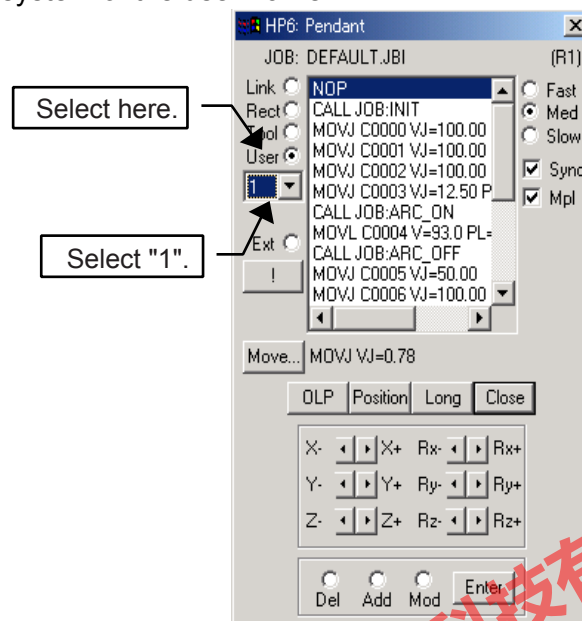 HP6: Pendant
JOB: DEFAULT.JBI (R1)
Link
Rect
Tool
User
1
Ext
!
Select here.
Select "1".
NOP
CALL JOB:INIT
MOVJ C0000 VJ=100.00
MOVJ C0001 VJ=100.00
MOVJ C0002 VJ=100.00
MOVJ C0003 VJ=12.50 P
CALL JOB:ARC_ON
MOVL C0004 V=93.0 PL=
CALL JOB:ARC_OFF
MOVJ C0005 VJ=50.00
MOVJ C0006 VJ=100.00
Fast
Med
Slow
Sync
Mpl
Move... MOVJ VJ=0.78
OLP Position Long Close
X- X+ Rx- Rx+
Y- Y+ Ry- Ry+
Z- Z+ Rz- Rz+
Del Add Mod Enter
科技有